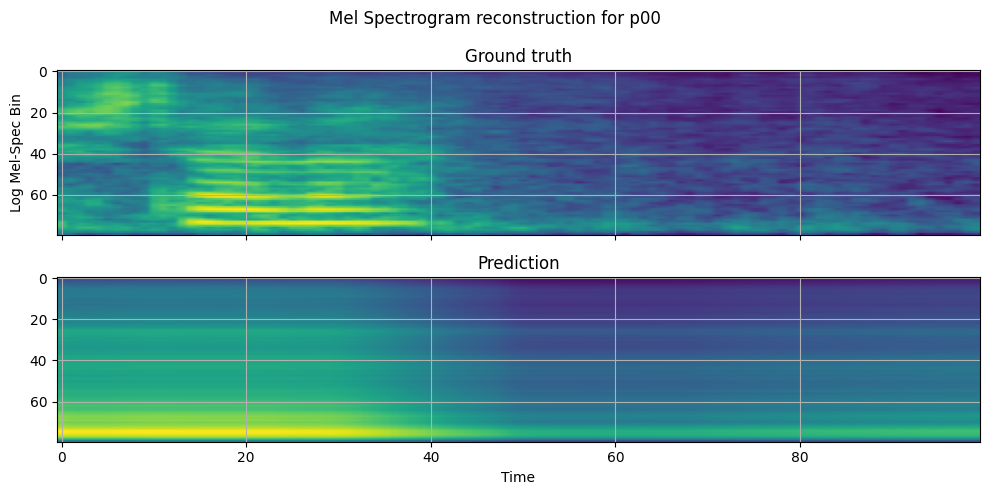 Mel Spectrogram reconstruction for p00
Ground truth
0
20
40
60
Log Mel-Spec Bin
Prediction
0
20
40
60
0 20 40 60 80
Time